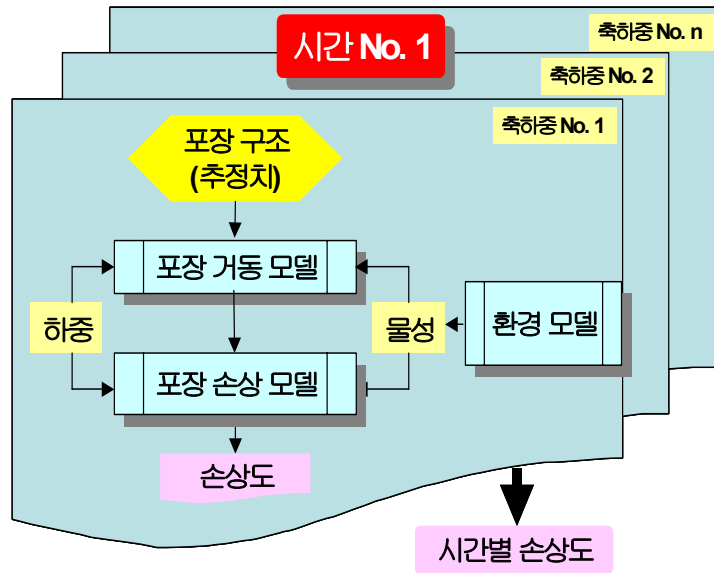 시간 No. 1
축하중 No. n
축하중 No. 2
축하중 No. 1
포장 구조
(추정치)
포장 거동 모델
하중
물성
환경 모델
포장 손상 모델
손상도
시간별 손상도